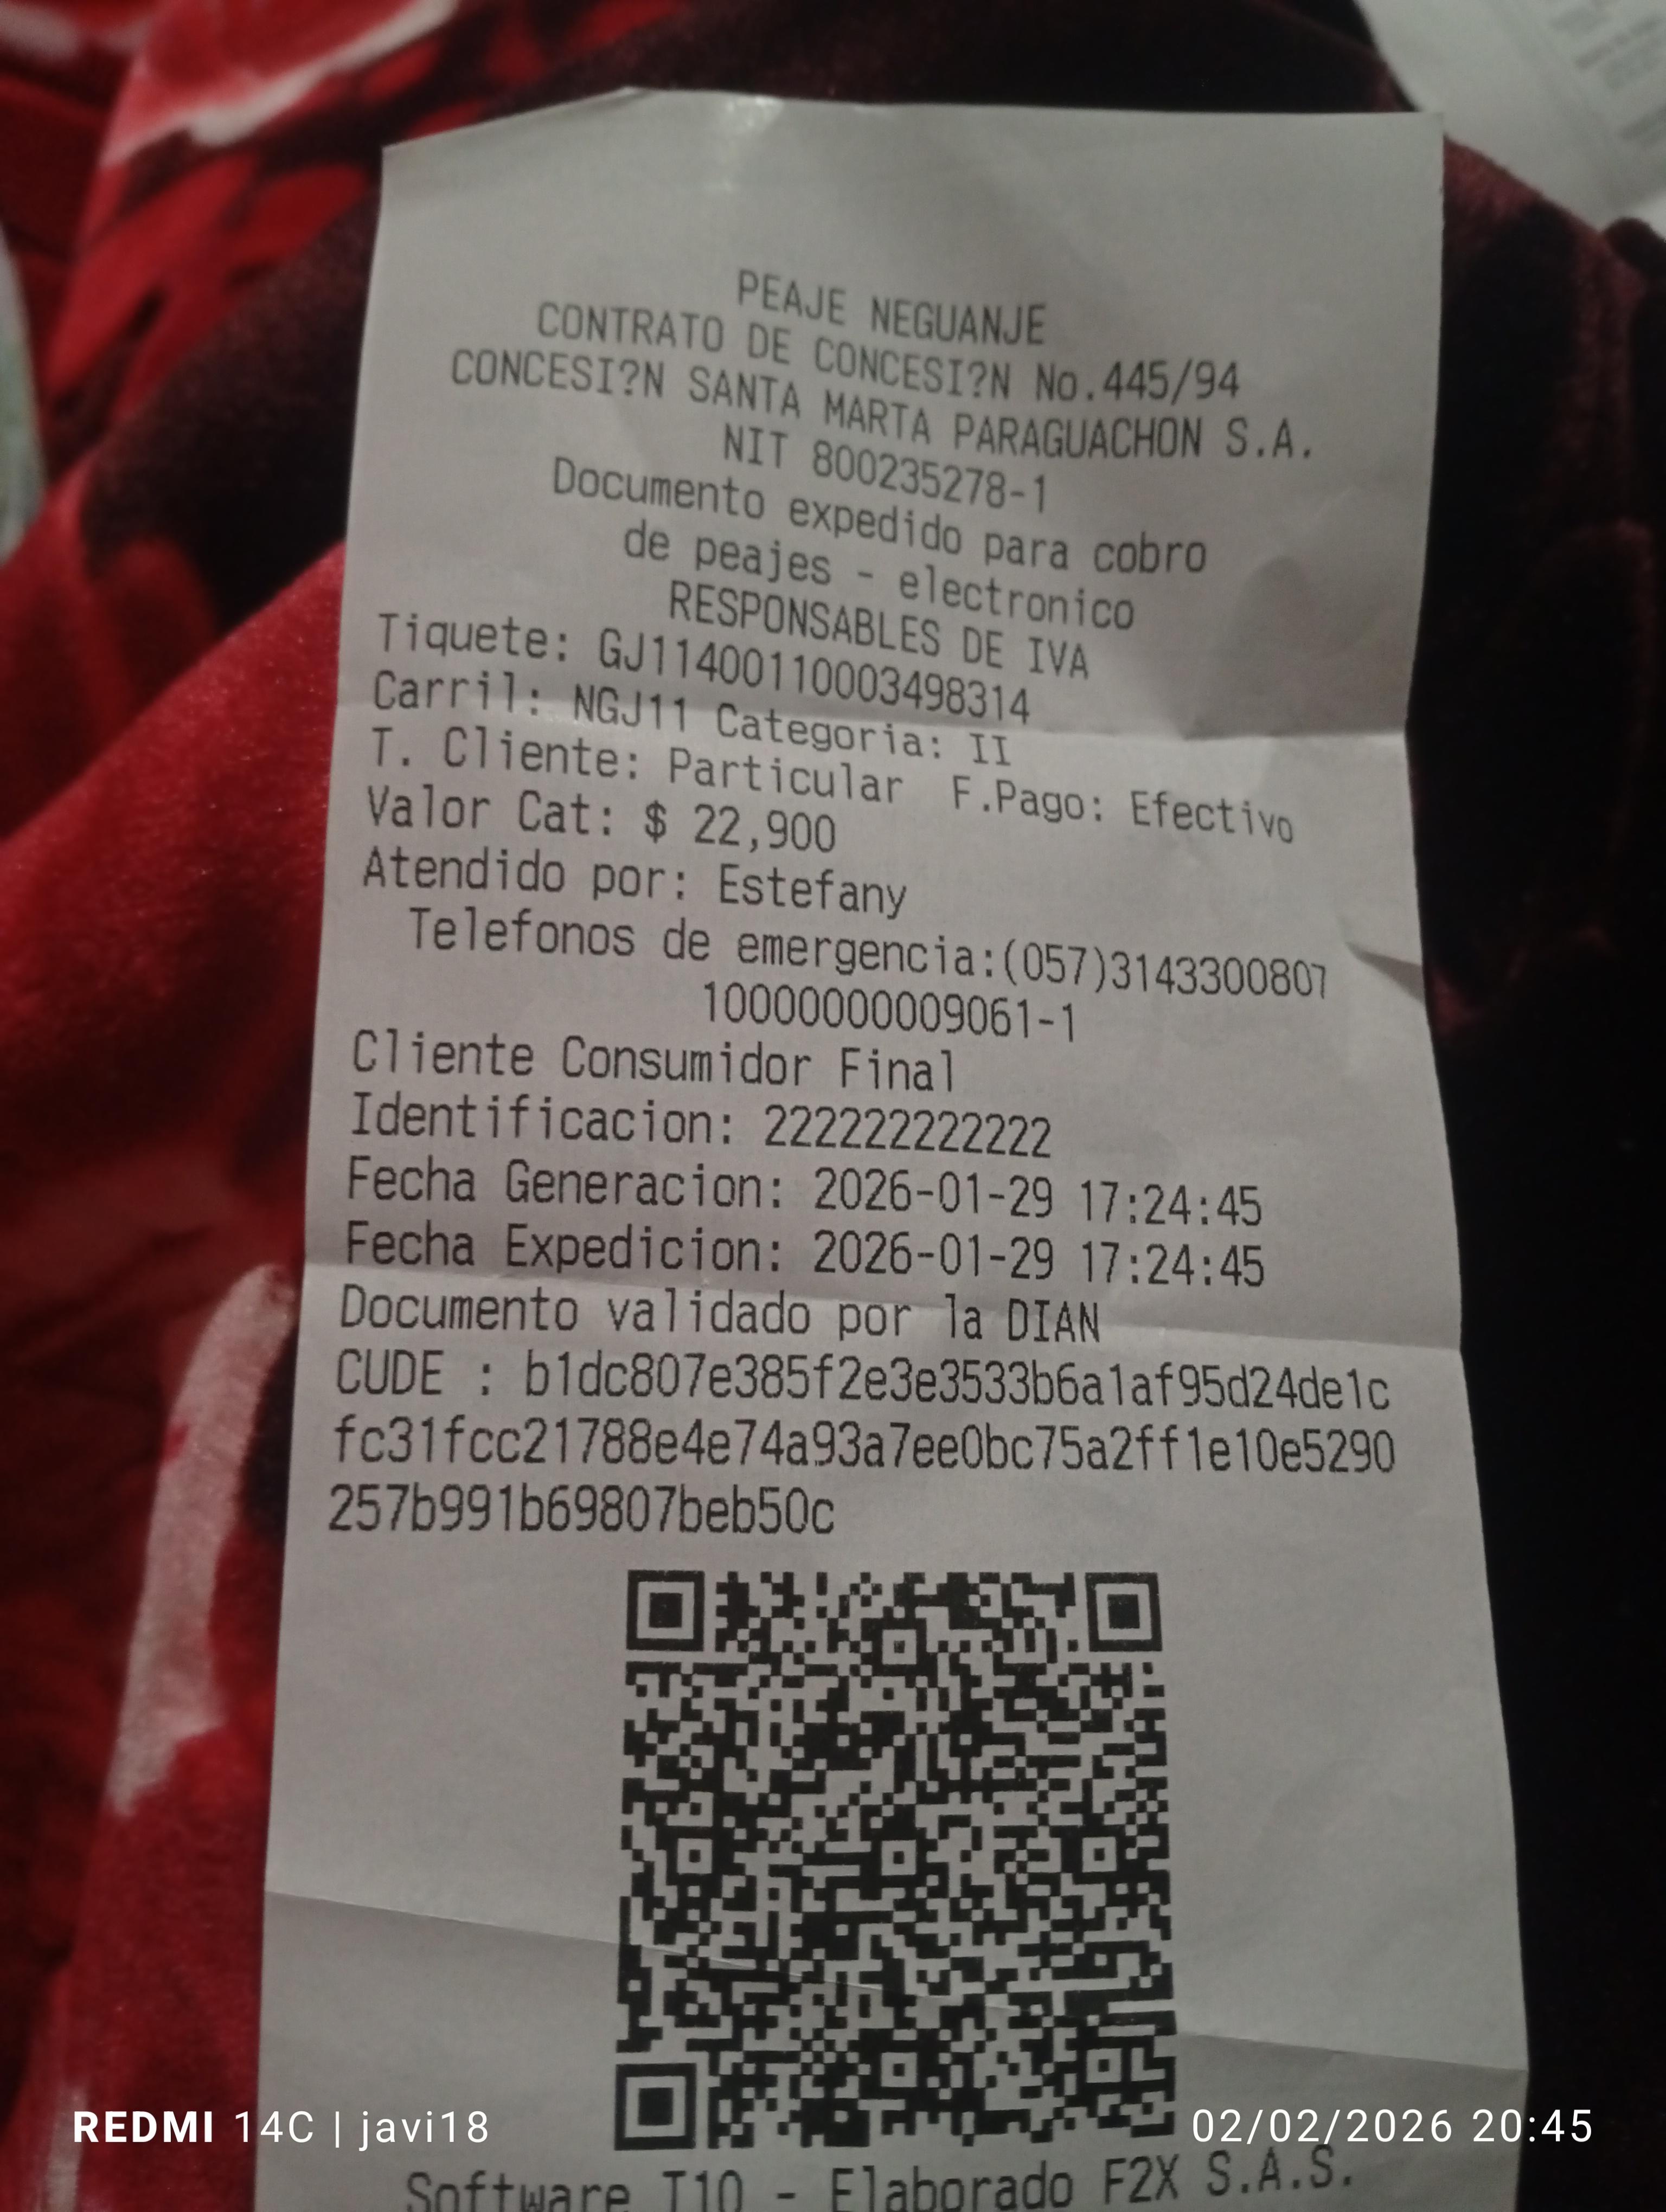 PEAJE NEGUANJE
CONTRATO DE CONCESI?N No.445/94
CONCESI?N SANTA MARTA PARAGUACHON S.A.
NIT 800235278-1
Documento expedido para cobro
de peajes - electronico
RESPONSABLES DE IVA
Tiquete: GJ11400110003498314
Carril: NGJ11 Categoria: II
T. Cliente: Particular F.Pago: Efectivo
Valor Cat: $ 22,900
Atendido por: Estefany
Telefonos de emergencia:(057)3143300807
10000000009061-1
Cliente Consumidor Final
Identificacion: 222222222222
Fecha Generacion: 2026-01-29 17:24:45
Fecha Expedicion: 2026-01-29 17:24:45
Documento validado por la DIAN
CUDE : b1dc807e385f2e3e3533b6a1af95d24de1c
fc31fcc21788e4e74a93a7ee0bc75a2ff1e10e5290
257b991b69807beb50c
Software T10 - Elaborado F2X S.A.S.
REDMI 14C | javi18
02/02/2026 20:45